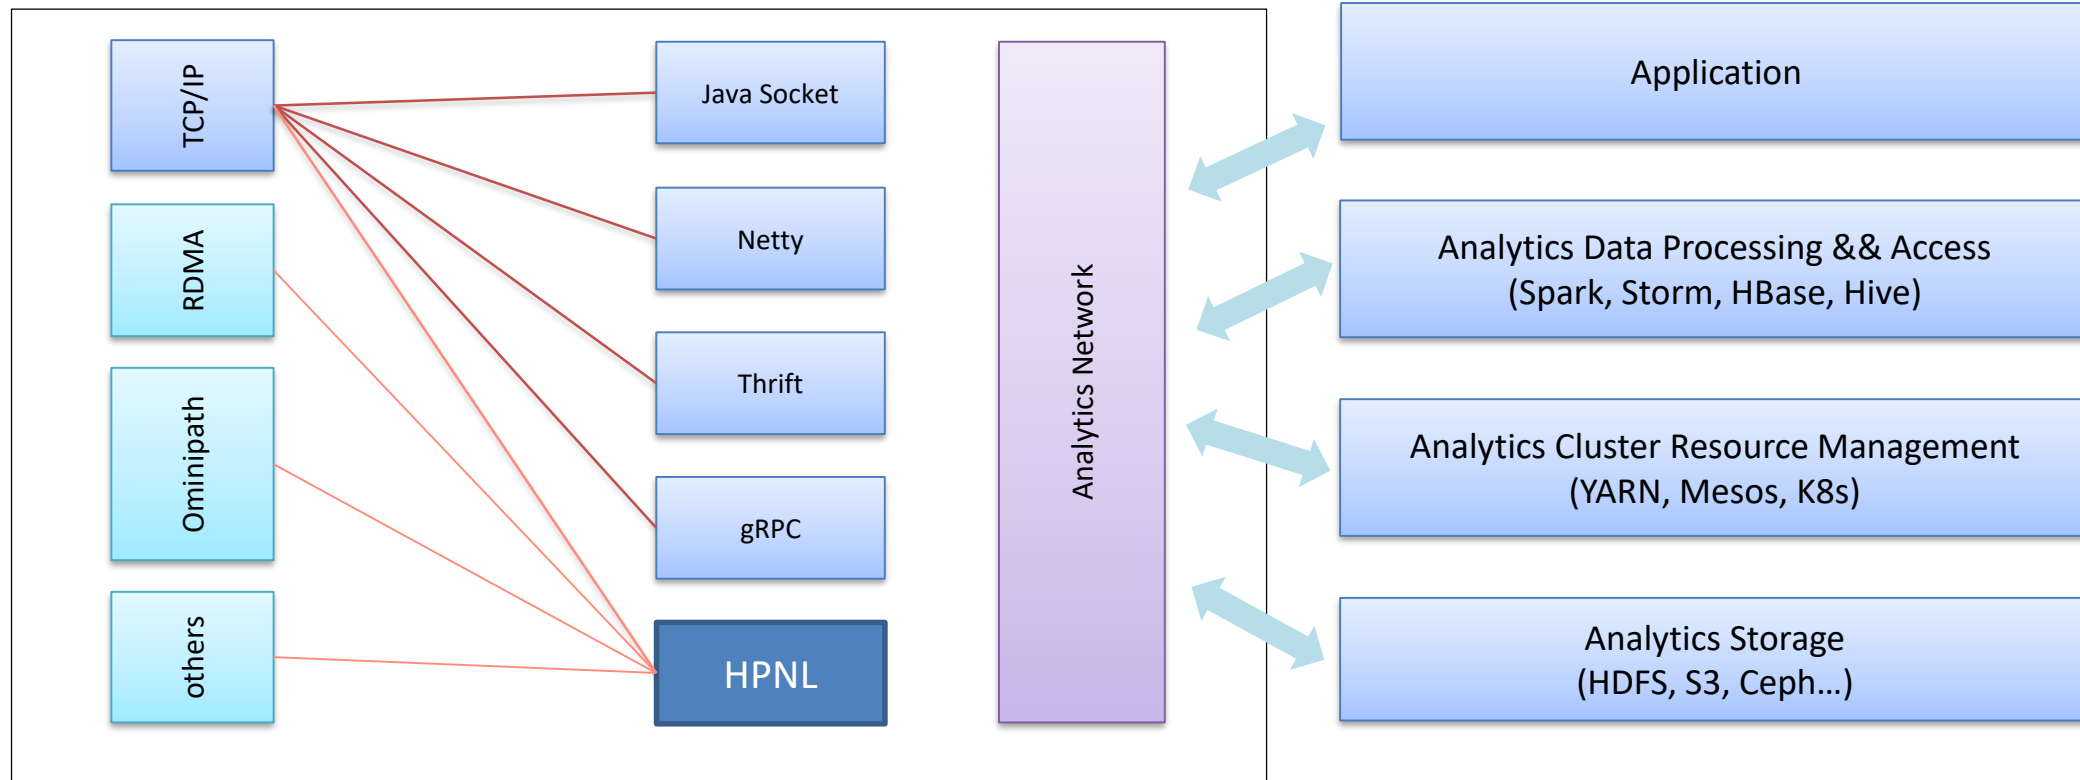 TCP/IP
RDMA
Ominipath
others
Java Socket
Netty
Thrift
gRPC
HPNL
Analytics Network
Application
Analytics Data Processing && Access
(Spark, Storm, HBase, Hive)
Analytics Cluster Resource Management
(YARN, Mesos, K8s)
Analytics Storage
(HDFS, S3, Ceph…)